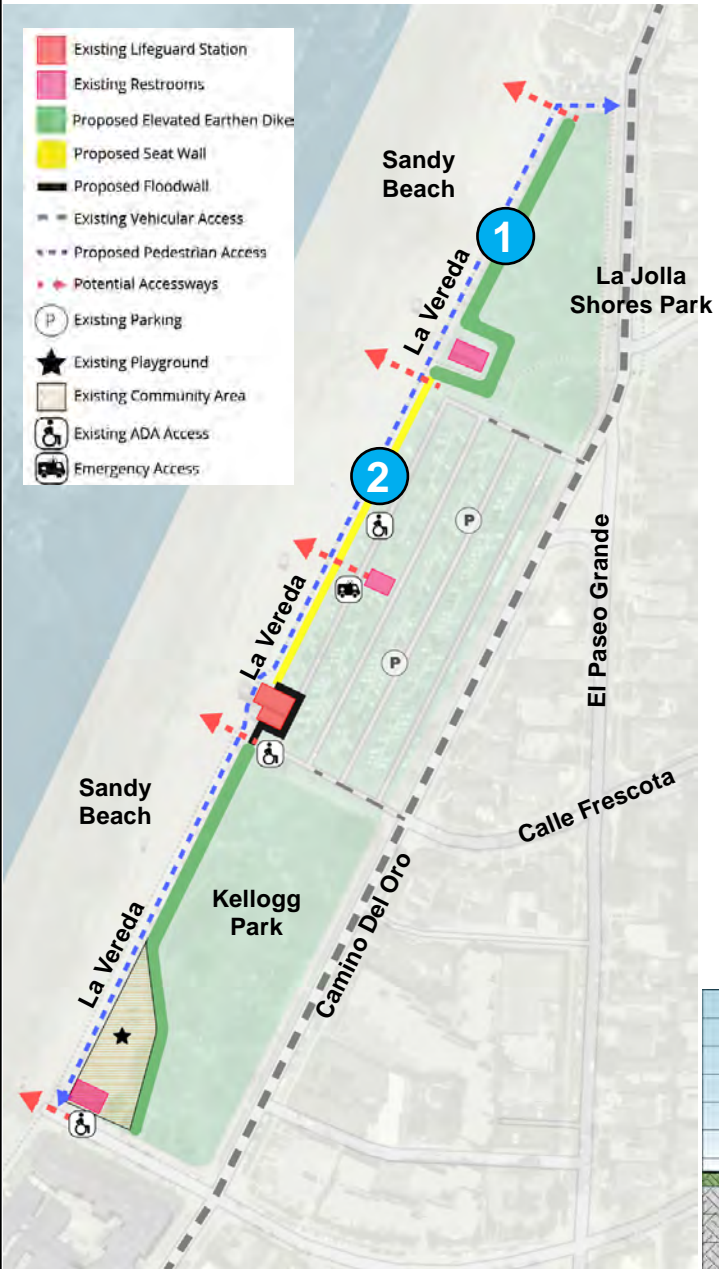 Existing Lifeguard Station
Existing Restrooms
Proposed Elevated Earthen Dikes
Proposed Seat Wall
Proposed Floodwall
Existing Vehicular Access
Proposed Pedestrian Access
Potential Accessways
P
Existing Parking
Existing Playground
Existing Community Area
Existing ADA Access
Emergency Access
Sandy
Beach
1
La Jolla
Shores Park
La Vereda
2
P
El Paseo Grande
La Vereda
P
Sandy
Beach
Calle Frescota
Kellogg
Park
Camino Del Oro
La Vereda